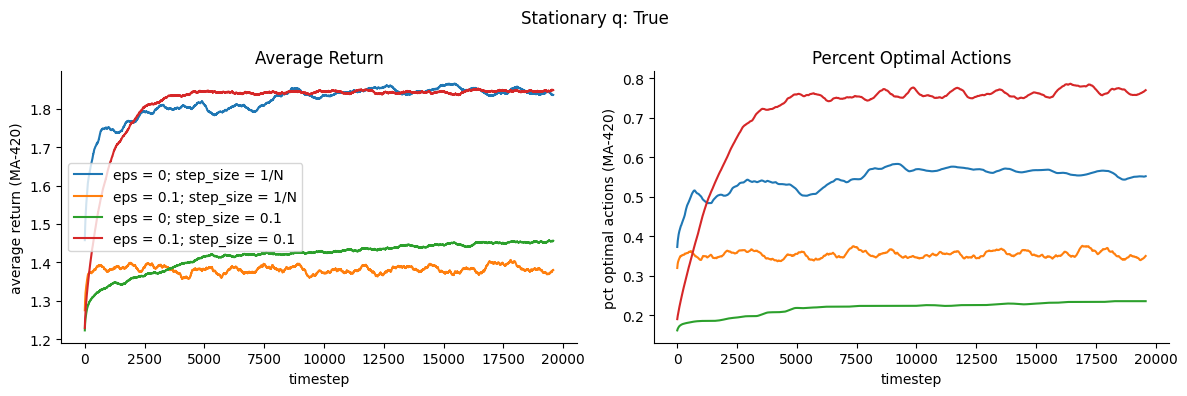 Stationary q: True
Average Return
average return (MA-420)
1.8
1.7
1.6
1.5
1.4
1.3
1.2
eps = 0; step_size = 1/N
eps = 0.1; step_size = 1/N
eps = 0; step_size = 0.1
eps = 0.1; step_size = 0.1
0 2500 5000 7500 10000 12500 15000 17500 20000
timestep
Percent Optimal Actions
pct optimal actions (MA-420)
0.8
0.7
0.6
0.5
0.4
0.3
0.2
0 2500 5000 7500 10000 12500 15000 17500 20000
timestep